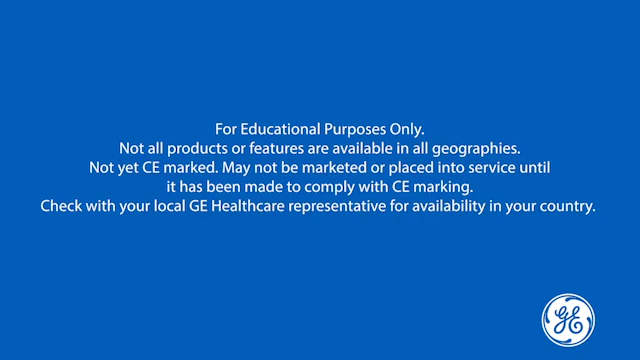 For Educational Purposes Only.
Not all products or features are available in all geographies.
Not yet CE marked. May not be marketed or placed into service until
it has been made to comply with CE marking.
Check with your local GE Healthcare representative for availability in your country.
GE